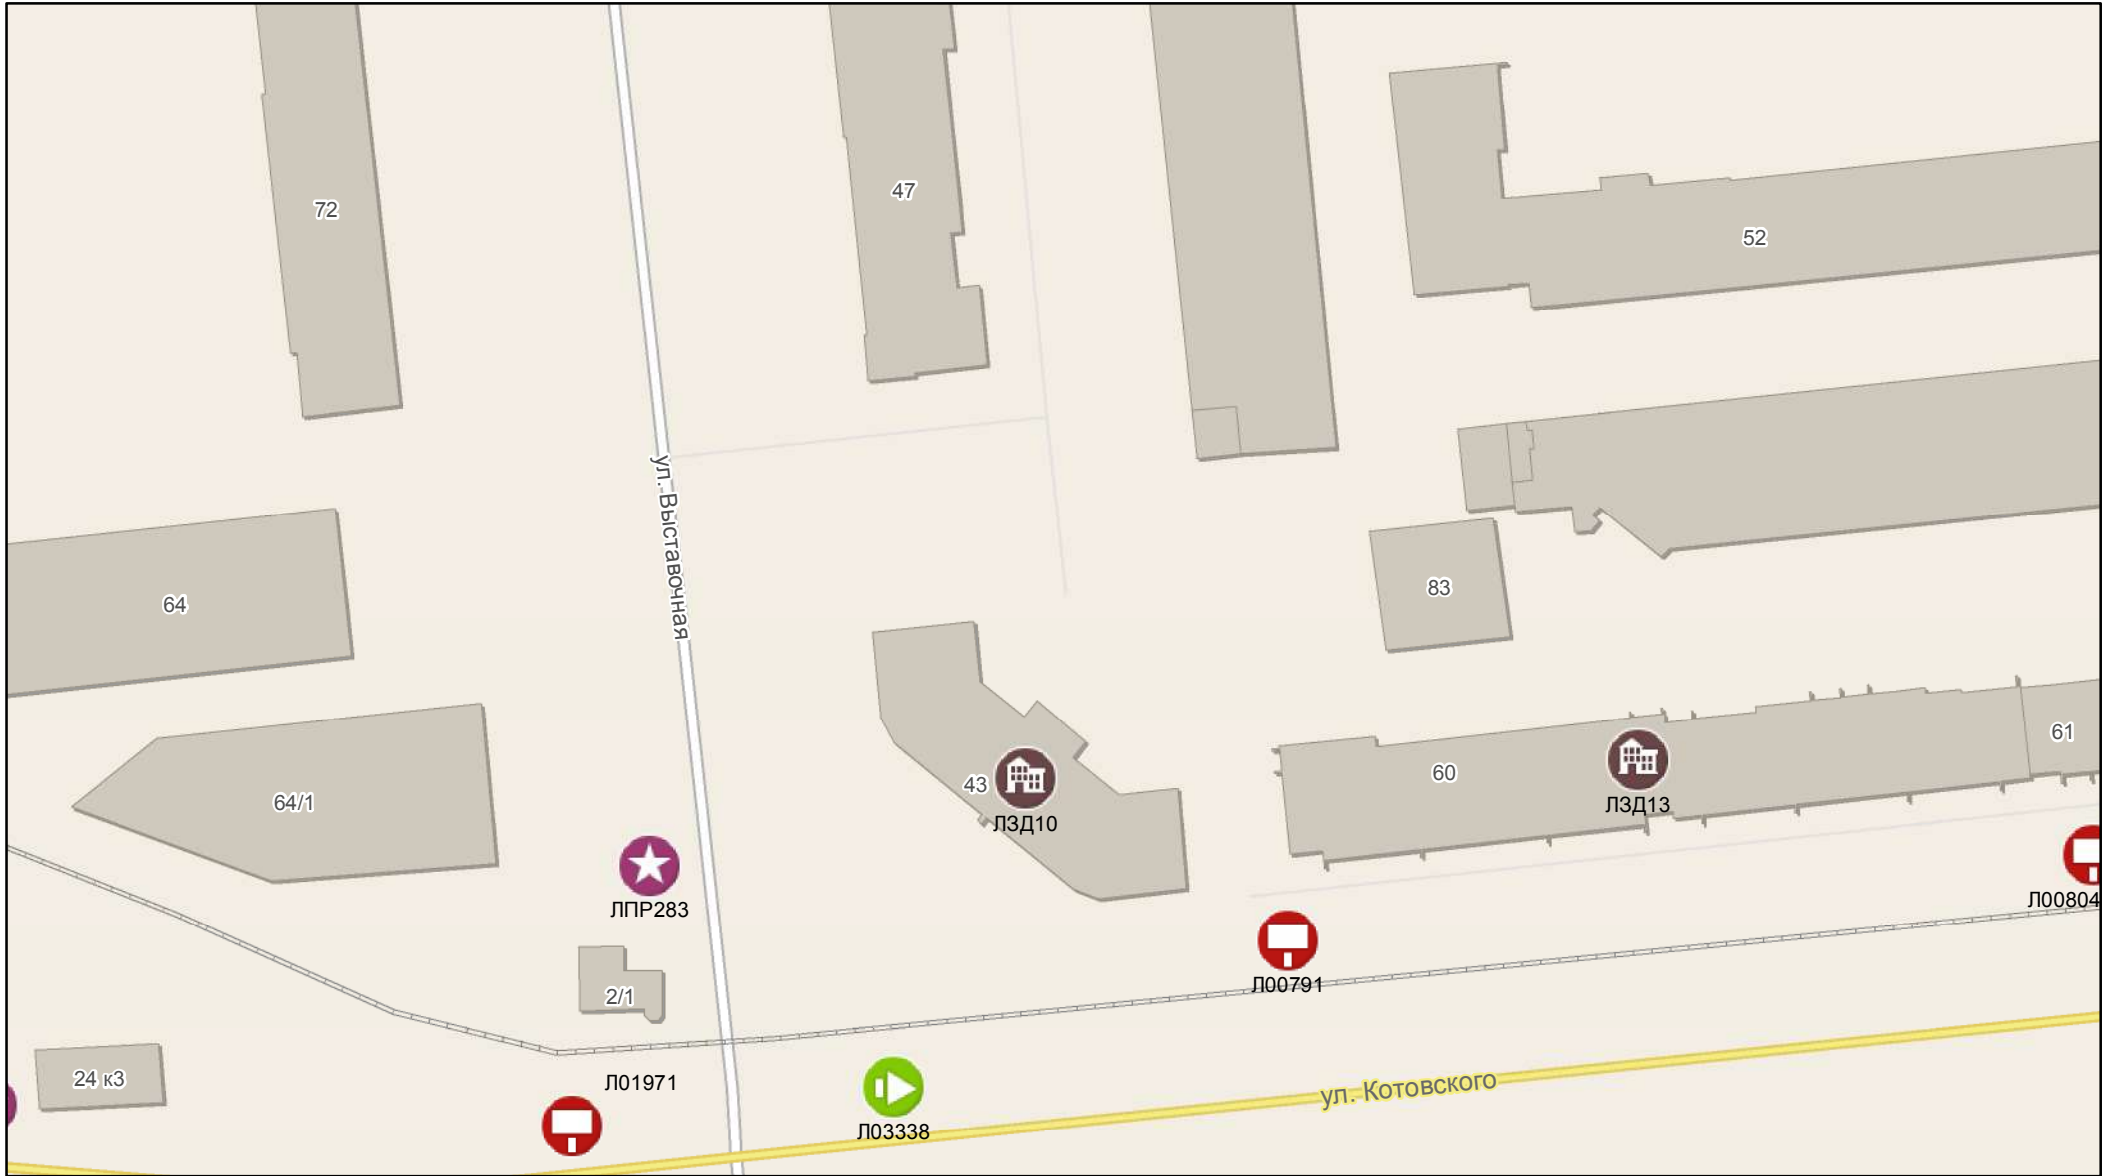 72
47
52
ул. Выставочная
64
83
61
60
43
64/1
ЛЗД13
ЛЗД10
ЛПР283
Л00804
Л00791
2/1
24 к3
Л01971
ул. Котовского
Л03338